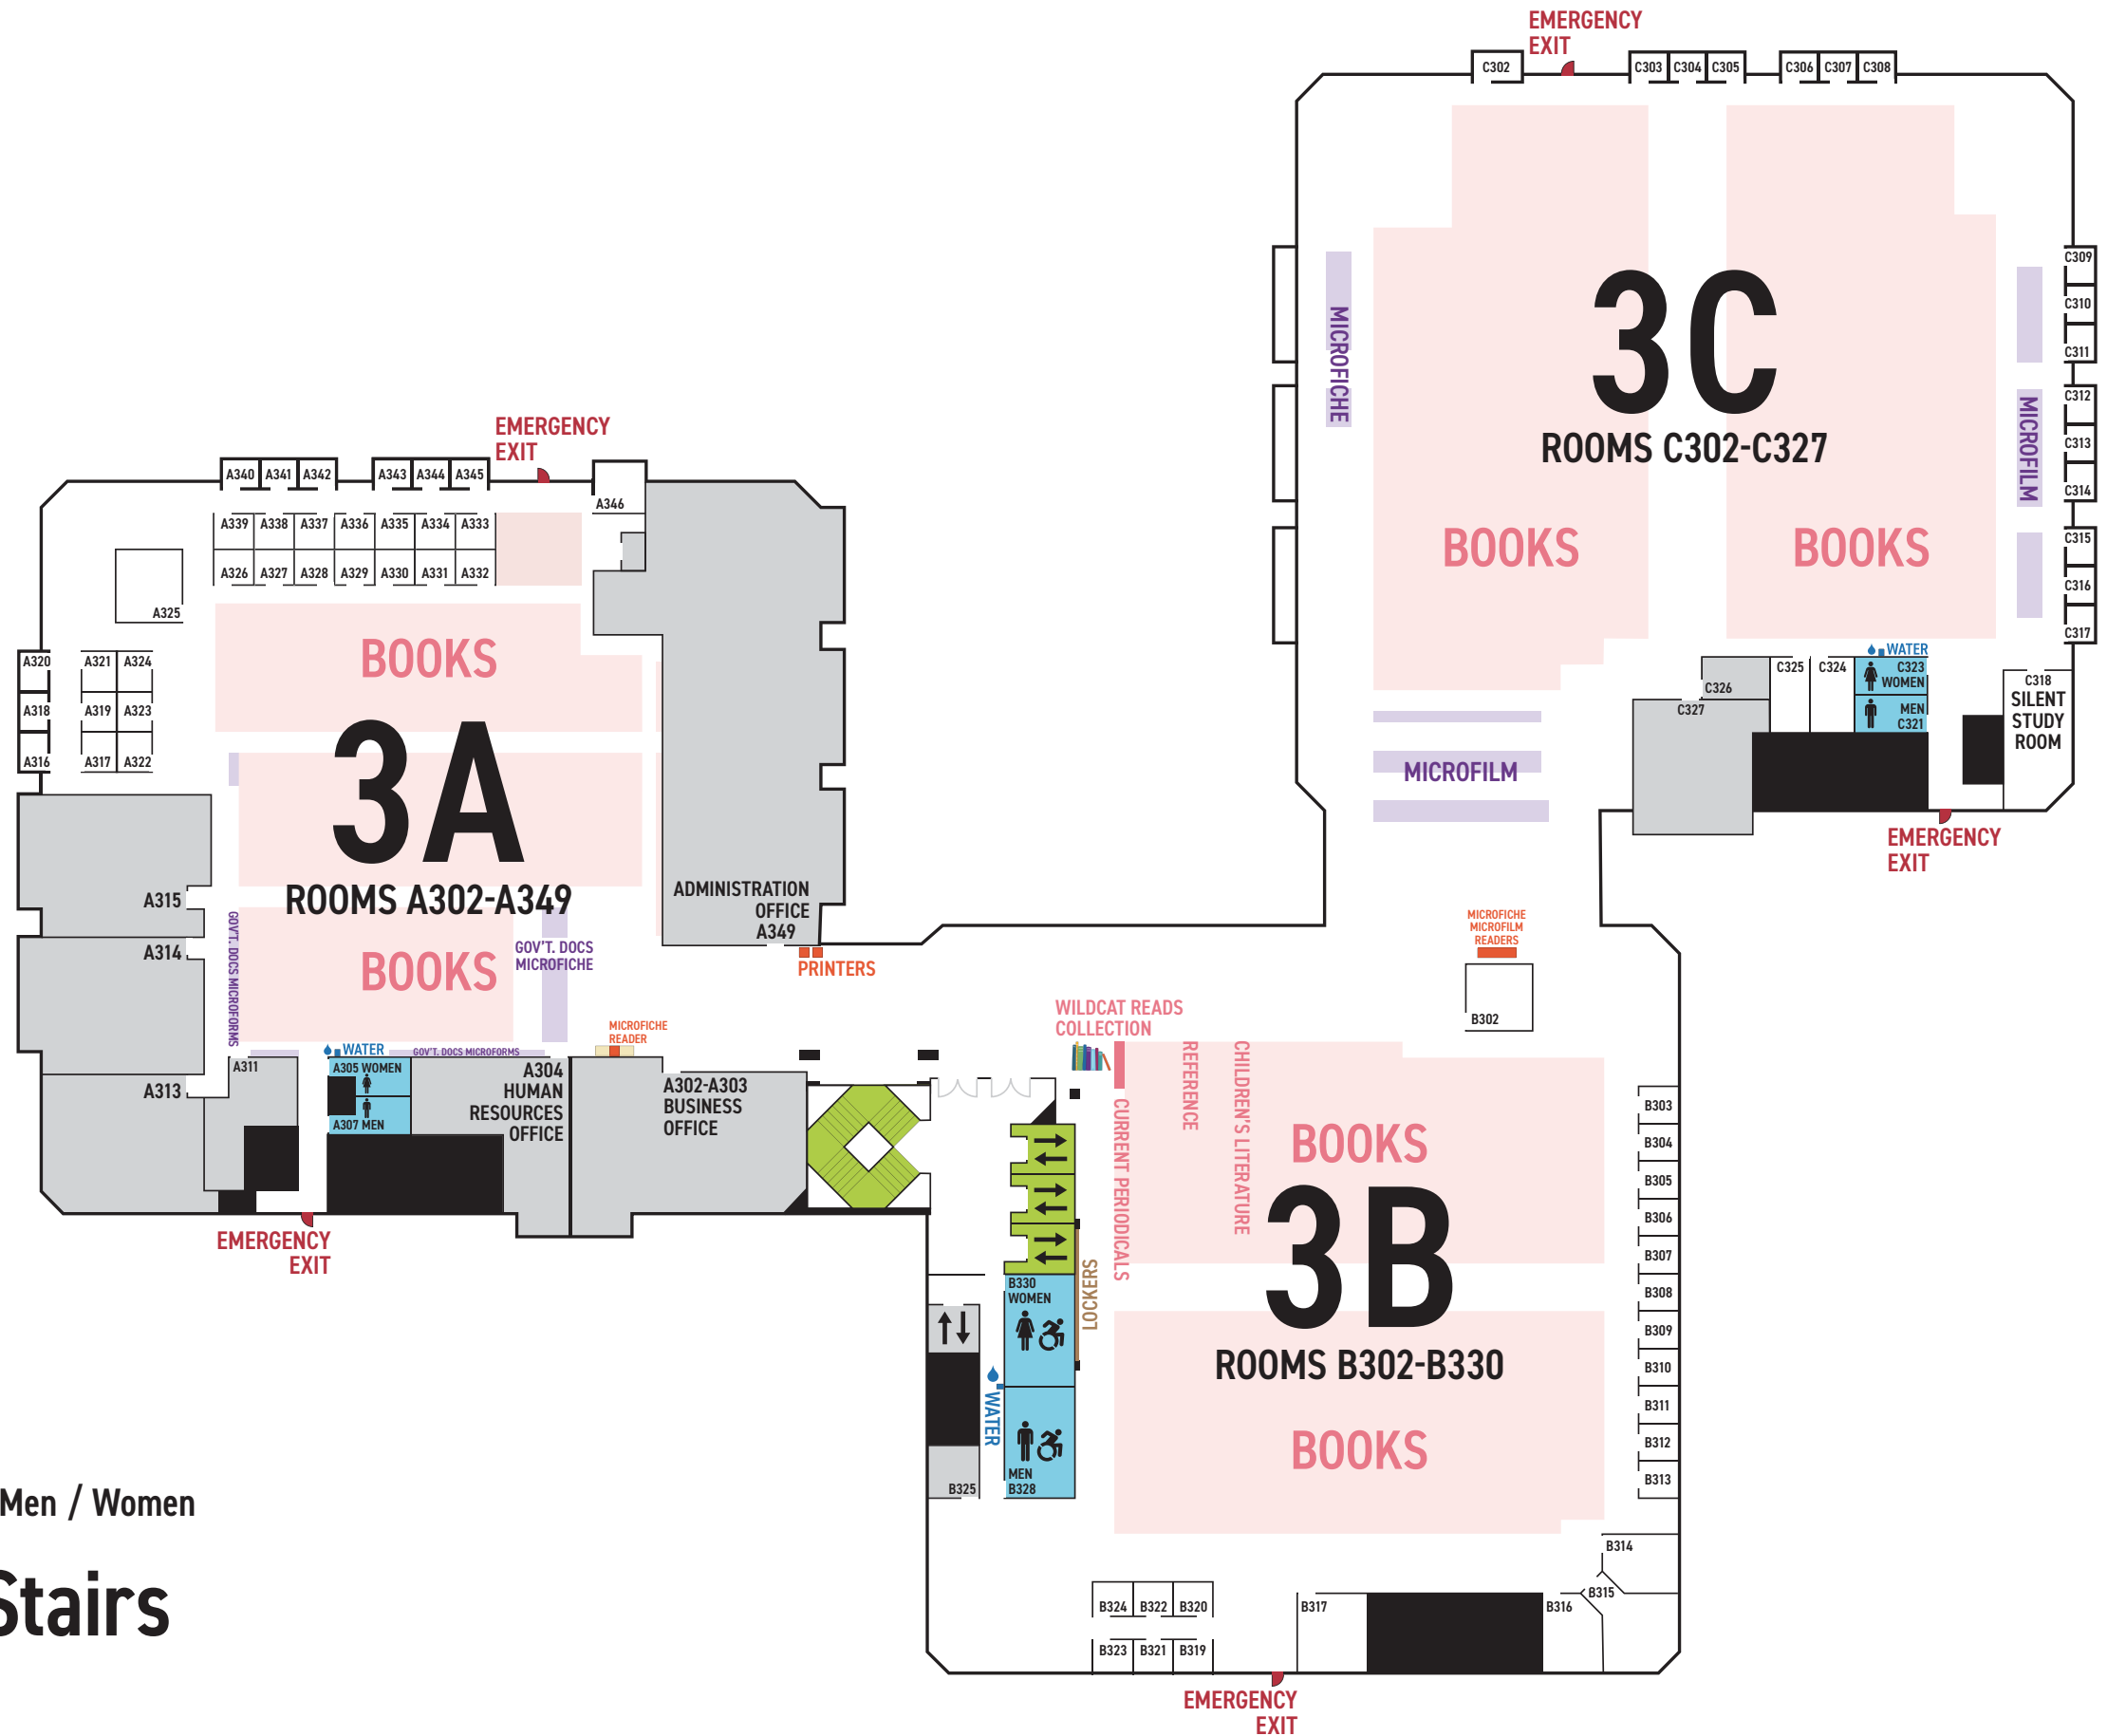 EMERGENCY
EXIT
C302
C303
C304
C305
C306
C307
C308
C309
C310
C311
C312
C313
C314
C315
C316
C317
MICROFICHE
3C
ROOMS C302-C327
MICROFILM
BOOKS
BOOKS
WATER
C323
WOMEN
MEN
C321
C324
C325
C326
C327
C318
SILENT
STUDY
ROOM
MICROFILM
EMERGENCY
EXIT
EMERGENCY
EXIT
A340
A341
A342
A343
A344
A345
A346
A339
A338
A337
A336
A335
A334
A333
A326
A327
A328
A329
A330
A331
A332
A325
A320
A321
A324
A318
A319
A323
A316
A317
A322
BOOKS
3A
ROOMS A302-A349
BOOKS
A315
A314
A313
A311
GOV'T. DOCS MICROFORMS
GOV'T. DOCS
MICROFICHE
GOV'T. DOCS MICROFORMS
ADMINISTRATION
OFFICE
A349
PRINTERS
MICROFICHE
READER
WATER
A305 WOMEN
A307 MEN
A304
HUMAN
RESOURCES
OFFICE
A302-A303
BUSINESS
OFFICE
EMERGENCY
EXIT
MICROFICHE
MICROFILM
READERS
B302
WILDCAT READS
COLLECTION
CURRENT PERIODICALS
REFERENCE
CHILDREN'S LITERATURE
BOOKS
3B
ROOMS B302-B330
BOOKS
LOCKERS
B330
WOMEN
WATER
MEN
B328
B325
B303
B304
B305
B306
B307
B308
B309
B310
B311
B312
B313
B314
B315
B316
B317
B324
B322
B320
B323
B321
B319
EMERGENCY
EXIT
Men / Women
Stairs